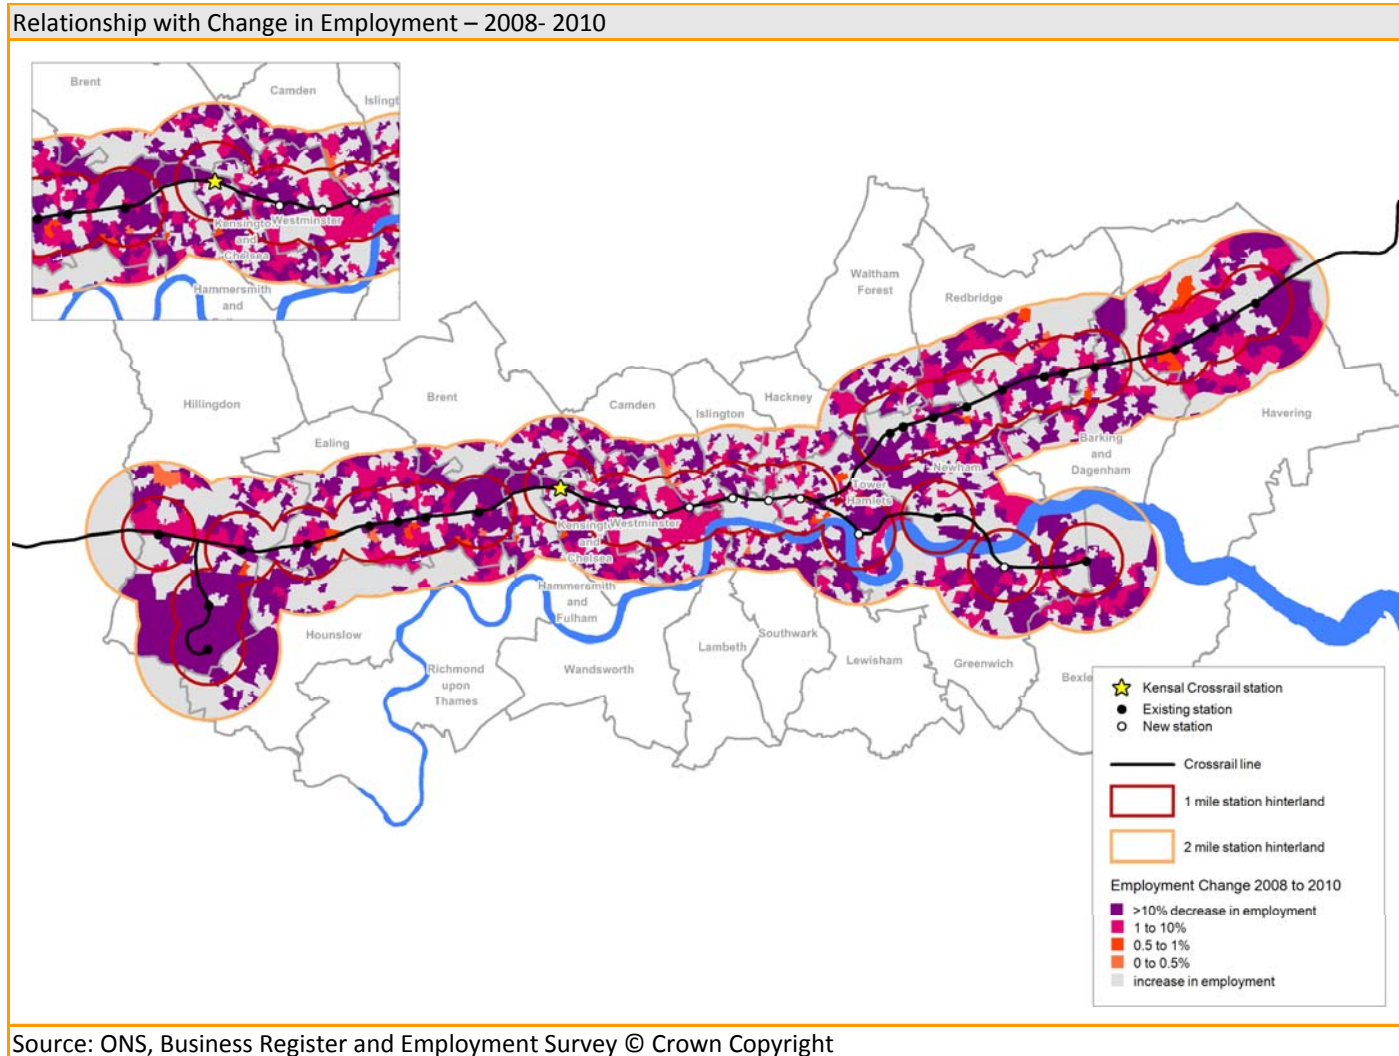 Relationship with Change in Employment – 2008- 2010
Brent
Camden
Islingt
Kensingto
Westminster
and
Chelsea
Hammersmith
and
Waltham
Forest
Redbridge
Hillingdon
Brent
Camden
Islington
Hackney
Havering
Ealing
Barking
and
Dagenham
Newham
Tower
Hamlets
Kensingt
Westminster
and
Chelsea
Hammersmith
and
Fulham
Hounslow
Richmond
upon
Thames
Wandsworth
Lambeth
Southwark
Lewisham
Greenwich
Bexle
Kensal Crossrail station
Existing station
New station
Crossrail line
1 mile station hinterland
2 mile station hinterland
Employment Change 2008 to 2010
>10% decrease in employment
1 to 10%
0.5 to 1%
0 to 0.5%
increase in employment
Source: ONS, Business Register and Employment Survey © Crown Copyright